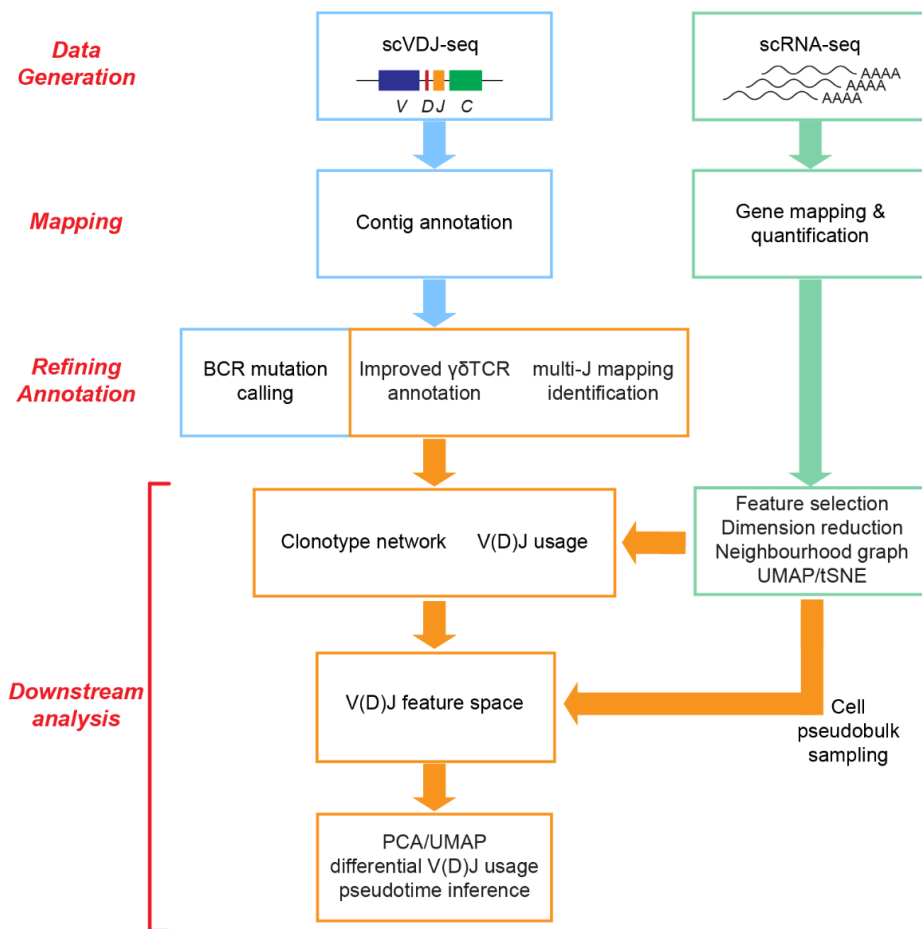 Data
Generation
scVDJ-seq
V D J C
scRNA-seq
AAAA
AAAA
AAAA
Mapping
Contig annotation
Gene mapping &
quantification
Refining
Annotation
BCR mutation
calling
Improved γδTCR
annotation
multi-J mapping
identification
Downstream
analysis
Clonotype network
V(D)J usage
Feature selection
Dimension reduction
Neighbourhood graph
UMAP/tSNE
V(D)J feature space
Cell
pseudobulk
sampling
PCA/UMAP
differential V(D)J usage
pseudotime inference